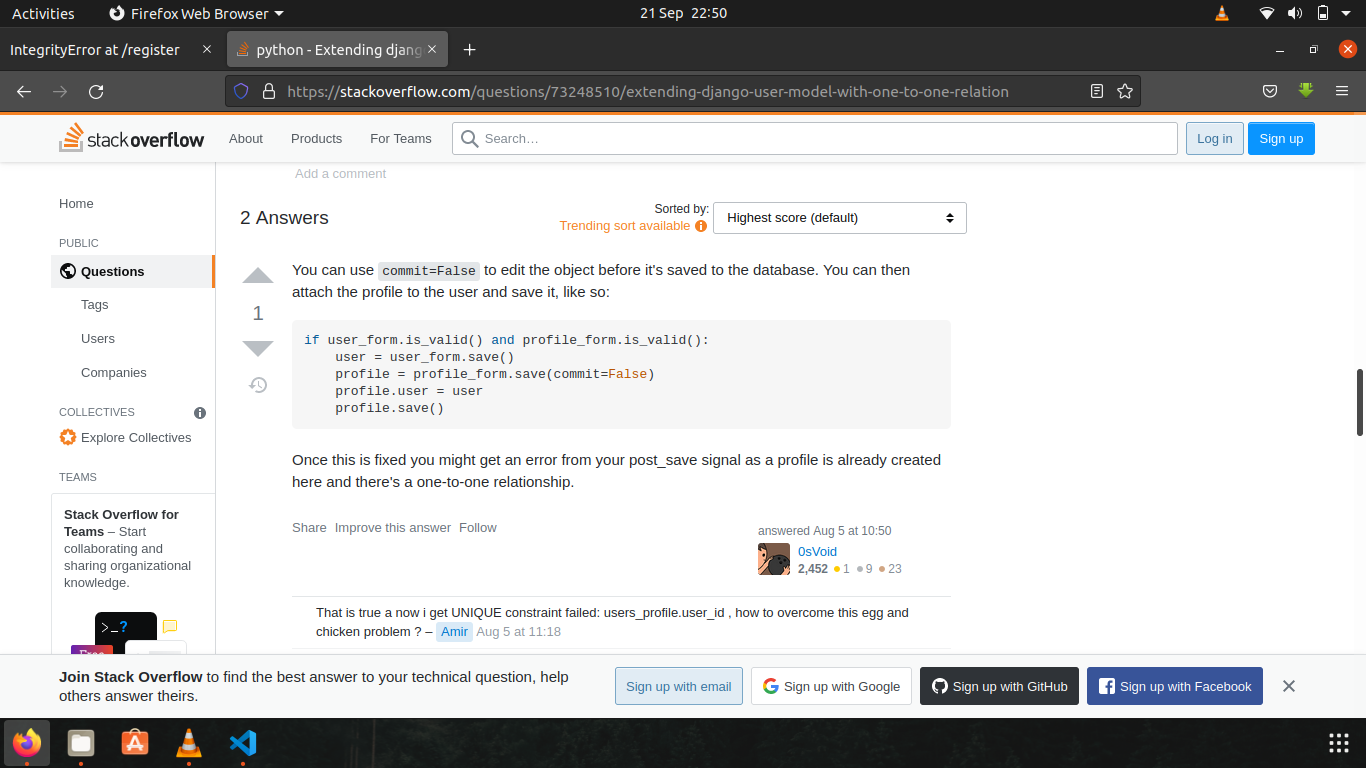 Activities
Firefox Web Browser
21 Sep 22:50
IntegrityError at /register
python - Extending djang
https://stackoverflow.com/questions/73248510/extending-django-user-model-with-one-to-one-relation
stackoverflow
About
Products
For Teams
Search…
Log in
Sign up
Home
PUBLIC
Questions
Tags
Users
Companies
COLLECTIVES
Explore Collectives
TEAMS
Stack Overflow for
Teams – Start
collaborating and
sharing organizational
knowledge.
>_?
Free
Add a comment
2 Answers
Sorted by:
Trending sort available
Highest score (default)
1
You can use commit=False to edit the object before it's saved to the database. You can then
attach the profile to the user and save it, like so:
if user_form.is_valid() and profile_form.is_valid():
    user = user_form.save()
    profile = profile_form.save(commit=False)
    profile.user = user
    profile.save()
Once this is fixed you might get an error from your post_save signal as a profile is already created
here and there's a one-to-one relationship.
Share Improve this answer Follow
answered Aug 5 at 10:50
0sVoid
2,452 1 9 23
That is true a now i get UNIQUE constraint failed: users_profile.user_id , how to overcome this egg and
chicken problem ? – Amir Aug 5 at 11:18
Join Stack Overflow to find the best answer to your technical question, help
others answer theirs.
Sign up with email
Sign up with Google
Sign up with GitHub
Sign up with Facebook